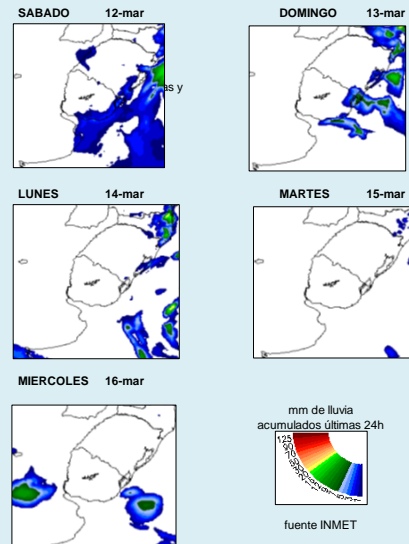 SABADO 12-mar
DOMINGO 13-mar
as y
LUNES 14-mar
MARTES 15-mar
MIERCOLES 16-mar
mm de lluvia
acumulados últimas 24h
125
fuente INMET